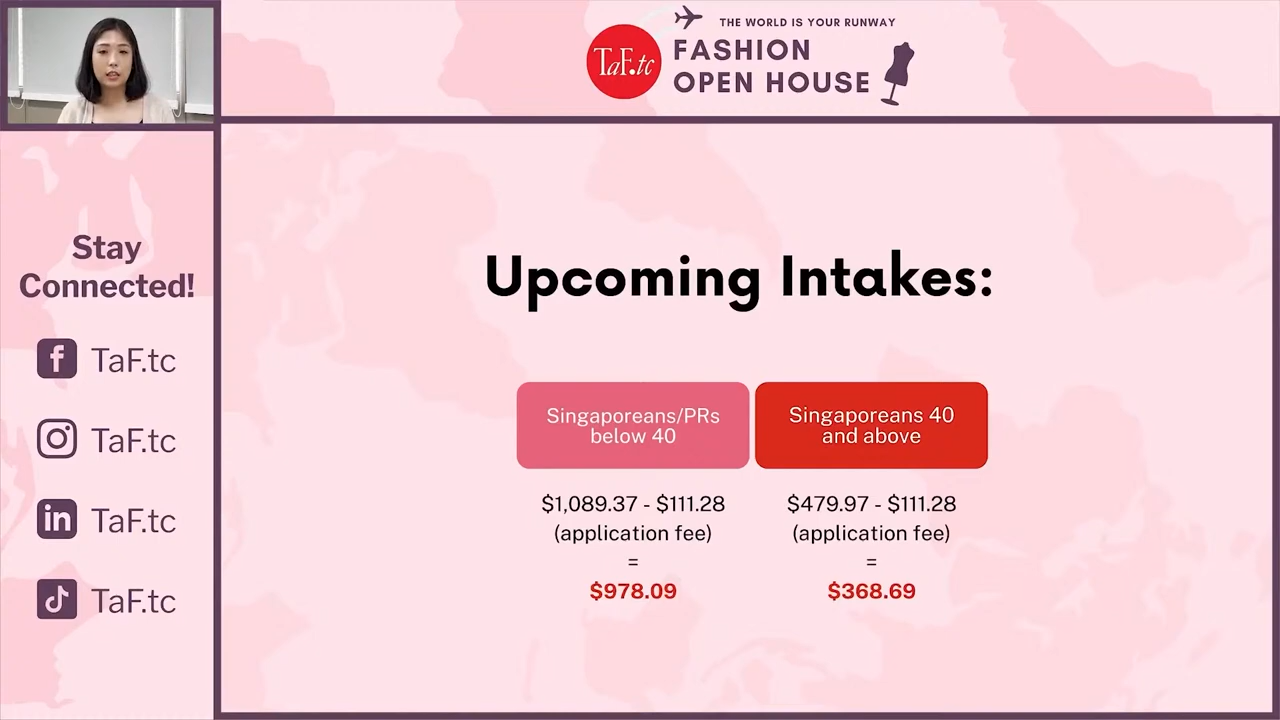 THE WORLD IS YOUR RUNWAY
TaF.tc
FASHION
OPEN HOUSE
Stay
Connected!
TaF.tc
TaF.tc
TaF.tc
TaF.tc
Upcoming Intakes:
Singaporeans/PRs
below 40
$1,089.37 - $111.28
(application fee)
=
$978.09
Singaporeans 40
and above
$479.97 - $111.28
(application fee)
=
$368.69